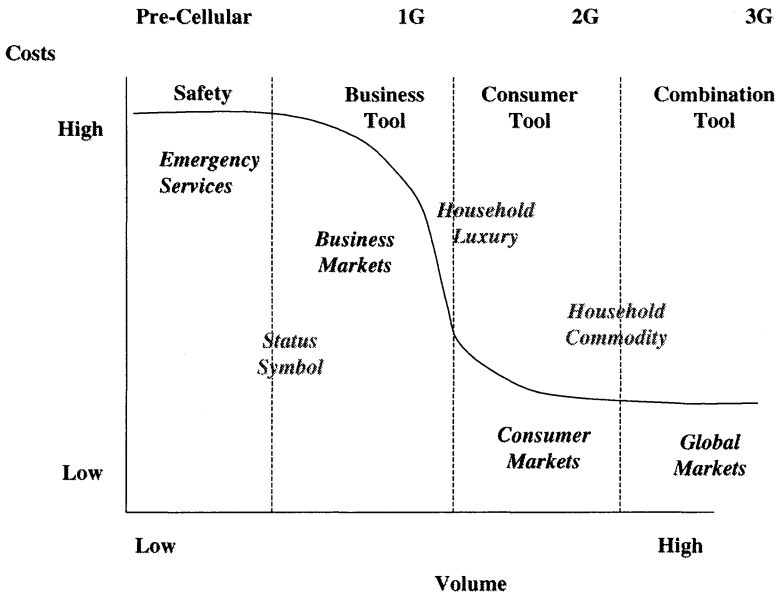 Pre-Cellular 1G 2G 3G
Costs
Safety Business Consumer Combination
Tool Tool Tool
High
Emergency
Services
Household
Luxury
Business
Markets
Household
Commodity
Status
Symbol
Consumer
Markets
Global
Markets
Low
Low High
Volume